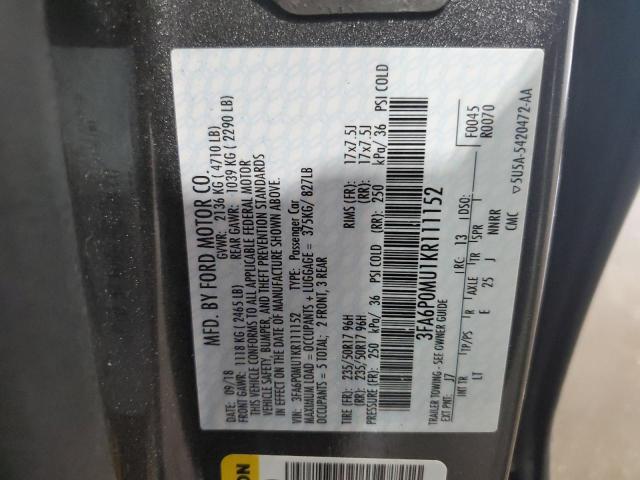 MFD. BY FORD MOTOR CO.
DATE: 09/18 GVWR: 2136 KG ( 4710 LB)
FRONT GAWR: 1118 KG ( 2465 LB) REAR GAWR: 1039 KG ( 2290 LB)
THIS VEHICLE CONFORMS TO ALL APPLICABLE FEDERAL MOTOR
VEHICLE SAFETY, BUMPER, AND THEFT PREVENTION STANDARDS
IN EFFECT ON THE DATE OF MANUFACTURE SHOWN ABOVE.
VIN: 3FA6P0MU1KR111152 TYPE: Passenger Car
MAXIMUM LOAD = OCCUPANTS + LUGGAGE = 375KG/ 827LB
OCCUPANTS = 5 TOTAL; 2 FRONT, 3 REAR
TIRE (FR): 235/50R17 96H RIMS (FR): 17x7.5J
(RR): 235/50R17 96H (RR): 17x7.5J
PRESSURE (FR): 250 kPa/ 36 PSI COLD (RR): 250 kPa/ 36 PSI COLD
3FA6P0MU1KR111152
TRAILER TOWING - SEE OWNER GUIDE
EXT PNT: J7 RC: 13 DSO: F0045
R0070
INT TR TP/PS R AXLE TR SPR
LT E 25 J NNRR I
CMC 5U5A-5420472-AA
ON